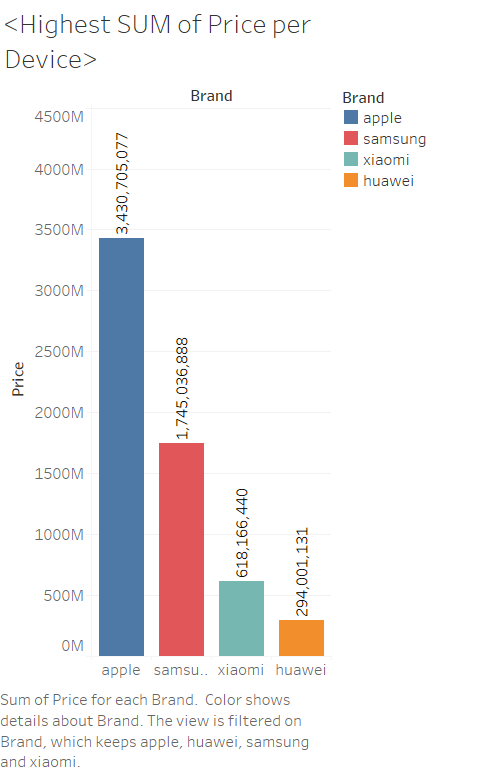 <Highest SUM of Price per
Device>
Brand
Brand
apple
samsung
xiaomi
huawei
Price
4500M
4000M
3500M
3000M
2500M
2000M
1500M
1000M
500M
0M
3,430,705,077
1,745,036,888
618,166,440
294,001,131
apple samsu.. xiaomi huawei
Sum of Price for each Brand. Color shows
details about Brand. The view is filtered on
Brand, which keeps apple, huawei, samsung
and xiaomi.